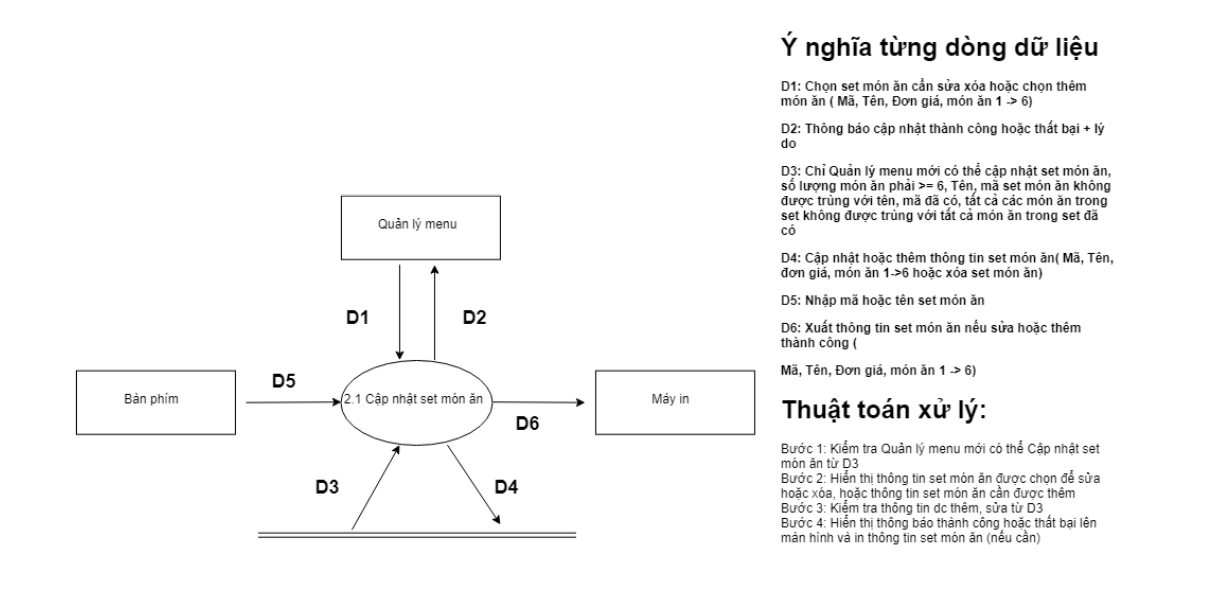 Quản lý menu
D1
D2
Bàn phím
D5
2.1 Cập nhật set món ăn
D6
Máy in
D3
D4
Ý nghĩa từng dòng dữ liệu
D1: Chọn set món ăn cần sửa xóa hoặc chọn thêm
món ăn ( Mã, Tên, Đơn giá, món ăn 1 -> 6)
D2: Thông báo cập nhật thành công hoặc thất bại + lý
do
D3: Chỉ Quản lý menu mới có thể cập nhật set món ăn,
số lượng món ăn phải >= 6, Tên, mã set món ăn không
được trùng với tên, mã đã có, tất cả các món ăn trong
set không được trùng với tất cả món ăn trong set đã
có
D4: Cập nhật hoặc thêm thông tin set món ăn( Mã, Tên,
đơn giá, món ăn 1->6 hoặc xóa set món ăn)
D5: Nhập mã hoặc tên set món ăn
D6: Xuất thông tin set món ăn nếu sửa hoặc thêm
thành công (
Mã, Tên, Đơn giá, món ăn 1 -> 6)
Thuật toán xử lý:
Bước 1: Kiểm tra Quản lý menu mới có thể Cập nhật set
món ăn từ D3
Bước 2: Hiển thị thông tin set món ăn được chọn để sửa
hoặc xóa, hoặc thông tin set món ăn cần được thêm
Bước 3: Kiểm tra thông tin dc thêm, sửa từ D3
Bước 4: Hiển thị thông báo thành công hoặc thất bại lên
màn hình và in thông tin set món ăn (nếu cần)